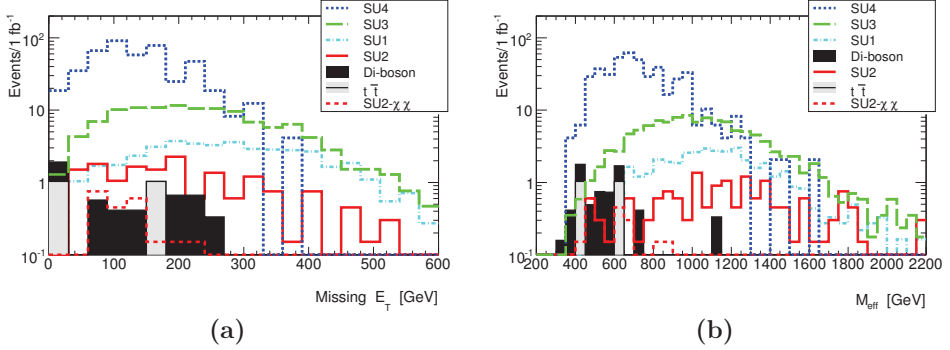 Events/1 fb⁻¹
10²
10
1
10⁻¹
SU4
SU3
SU1
SU2
Di-boson
t t̅
SU2-χ χ
0 100 200 300 400 500 600
Missing E_T [GeV]
(a)
Events/1 fb⁻¹
10²
10
1
10⁻¹
SU4
SU3
SU1
Di-boson
SU2
t t̅
SU2-χ χ
200 400 600 800 1000 1200 1400 1600 1800 2000 2200
M_eff [GeV]
(b)